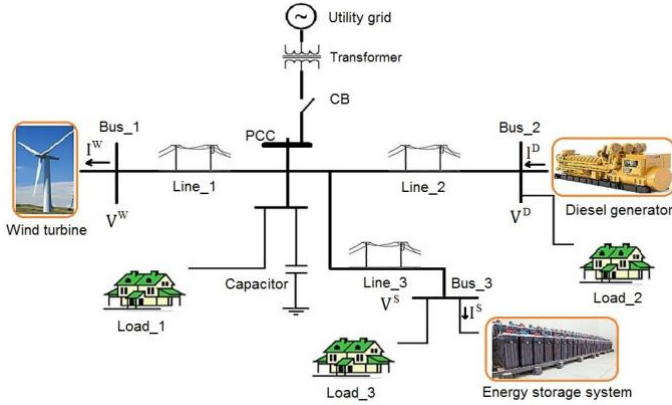 Utility grid
Transformer
CB
PCC
Bus_1
I^W
Line_1
Line_2
Bus_2
I^D
V^W
Wind turbine
V^D
Diesel generator
Capacitor
Line_3
Bus_3
V^S
I^S
Load_1
Load_2
Load_3
Energy storage system